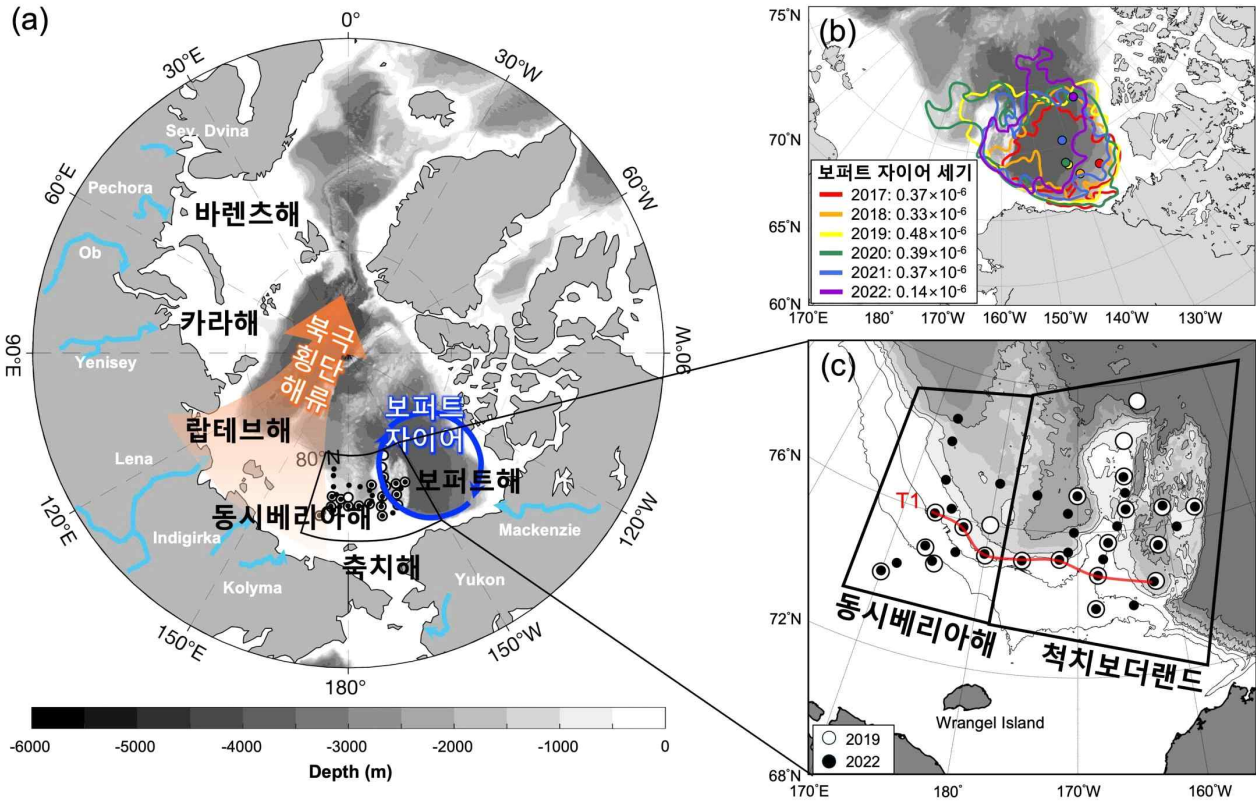 (a)
0°
30°W
60°W
90°W
120°W
150°W
180°
150°E
120°E
90°E
60°E
30°E
80°N
Sev. Dvina
Pechora
Ob
Yenisey
Lena
Indigirka
Kolyma
Yukon
Mackenzie
바렌츠해
카라해
랍테브해
동시베리아해
축치해
보퍼트해
북극
횡단
해류
보퍼트
자이어
-6000 -5000 -4000 -3000 -2000 -1000 0
Depth (m)
(b)
75°N
70°N
65°N
60°N
170°E 180° 170°W 160°W 150°W 140°W 130°W
보퍼트 자이어 세기
2017: 0.37×10-6
2018: 0.33×10-6
2019: 0.48×10-6
2020: 0.39×10-6
2021: 0.37×10-6
2022: 0.14×10-6
(c)
76°N
72°N
68°N
T1
동시베리아해
척치보더랜드
Wrangel Island
2019
2022
170°E 180° 170°W 160°W